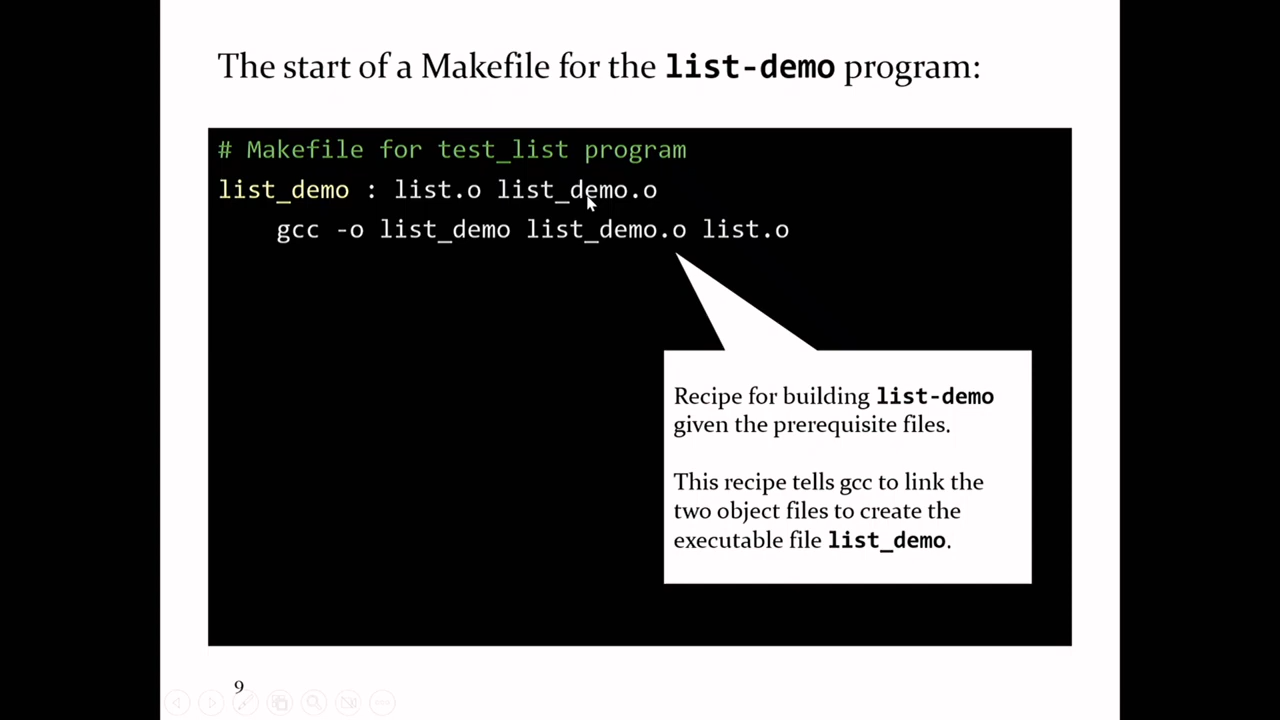 The start of a Makefile for the list-demo program:
# Makefile for test_list program
list_demo : list.o list_demo.o
gcc -o list_demo list_demo.o list.o
Recipe for building list-demo
given the prerequisite files.
This recipe tells gcc to link the
two object files to create the
executable file list_demo.
9